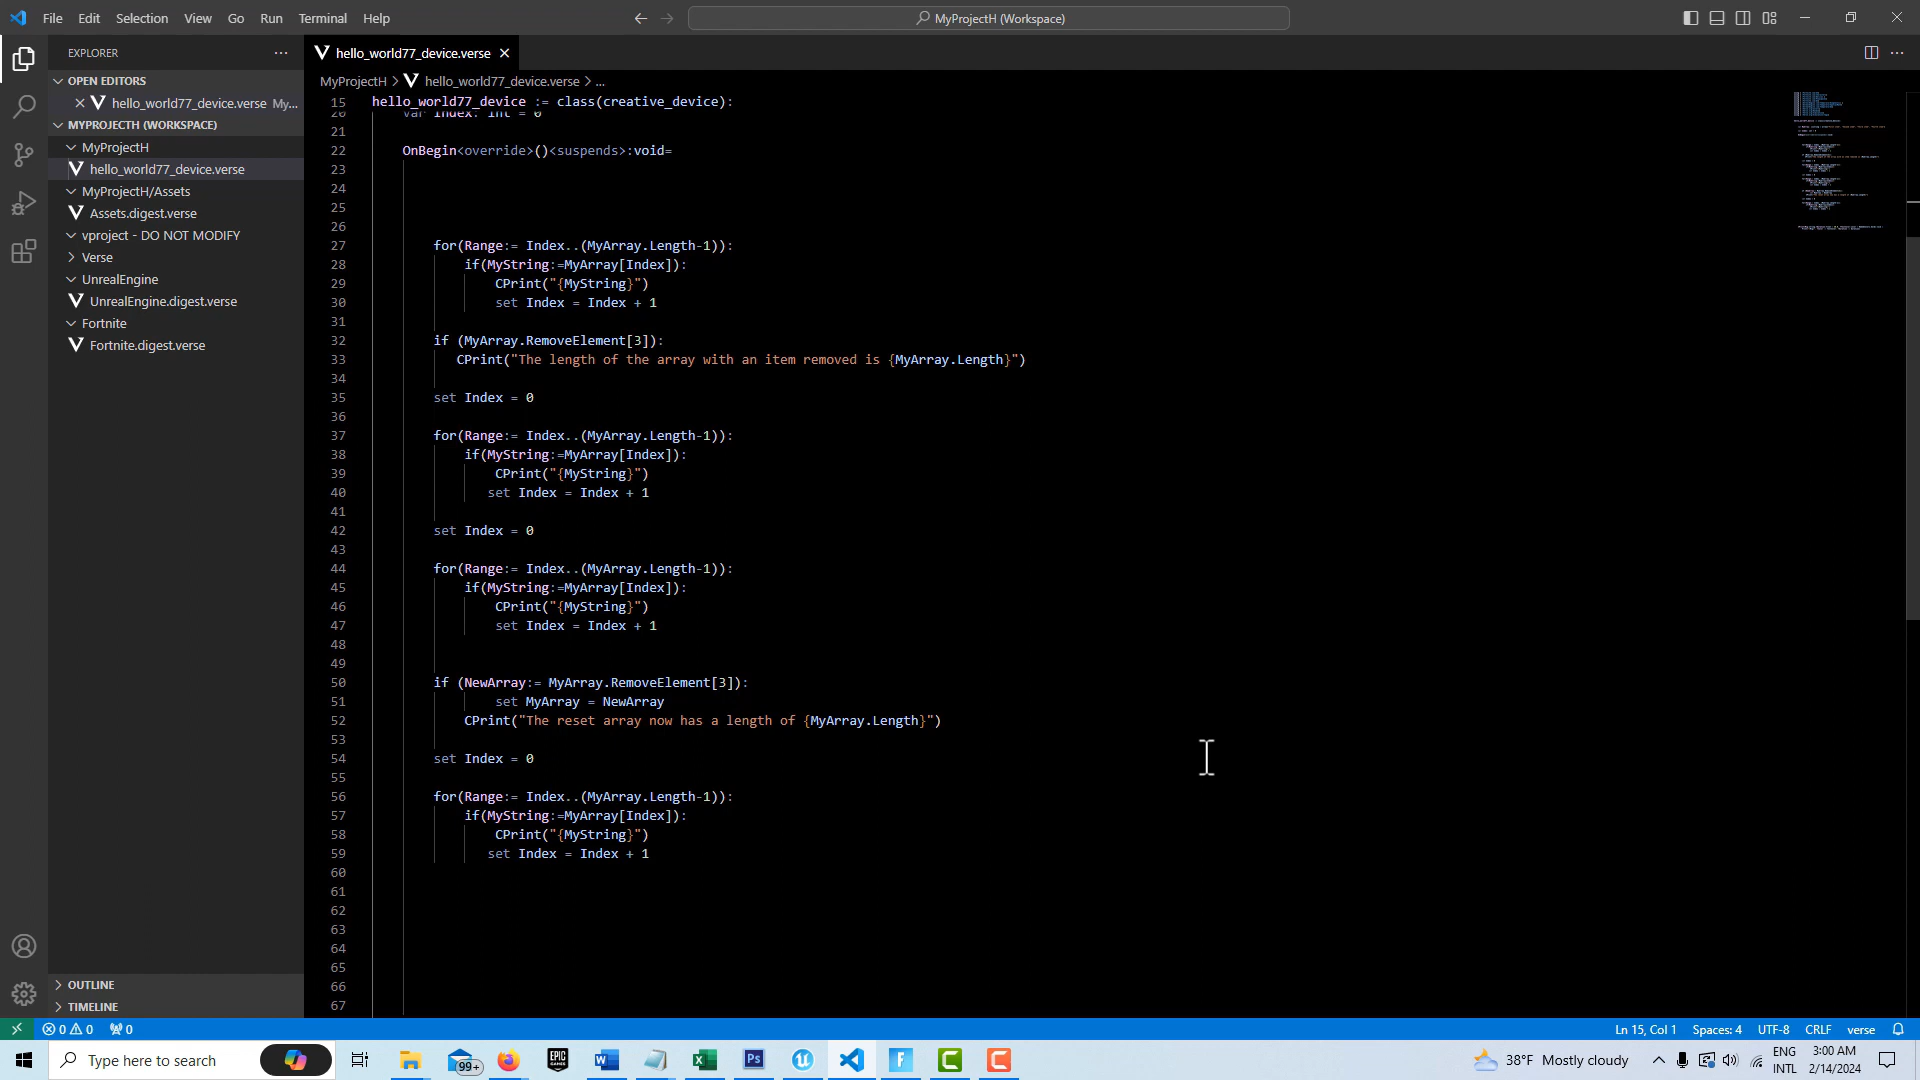 File Edit Selection View Go Run Terminal Help
MyProjectH (Workspace)
EXPLORER
OPEN EDITORS
hello_world77_device.verse My...
MYPROJECTH (WORKSPACE)
MyProjectH
hello_world77_device.verse
MyProjectH/Assets
Assets.digest.verse
vproject - DO NOT MODIFY
Verse
UnrealEngine
UnrealEngine.digest.verse
Fortnite
Fortnite.digest.verse
OUTLINE
TIMELINE
hello_world77_device.verse
MyProjectH > hello_world77_device.verse > ...
15 hello_world77_device := class(creative_device):
20 var Index: int = 0
21
22 OnBegin<override>()<suspends>:void=
23
24
25
26
27 for(Range:= Index..(MyArray.Length-1)):
28 if(MyString:=MyArray[Index]):
29 CPrint("{MyString}")
30 set Index = Index + 1
31
32 if (MyArray.RemoveElement[3]):
33 CPrint("The length of the array with an item removed is {MyArray.Length}")
34
35 set Index = 0
36
37 for(Range:= Index..(MyArray.Length-1)):
38 if(MyString:=MyArray[Index]):
39 CPrint("{MyString}")
40 set Index = Index + 1
41
42 set Index = 0
43
44 for(Range:= Index..(MyArray.Length-1)):
45 if(MyString:=MyArray[Index]):
46 CPrint("{MyString}")
47 set Index = Index + 1
48
49
50 if (NewArray:= MyArray.RemoveElement[3]):
51 set MyArray = NewArray
52 CPrint("The reset array now has a length of {MyArray.Length}")
53
54 set Index = 0
55
56 for(Range:= Index..(MyArray.Length-1)):
57 if(MyString:=MyArray[Index]):
58 CPrint("{MyString}")
59 set Index = Index + 1
60
61
62
63
64
65
66
67
0 0 0
Ln 15, Col 1 Spaces: 4 UTF-8 CRLF verse
Type here to search
99+
EPIC GAMES
38°F Mostly cloudy
ENG
INTL
3:00 AM
2/14/2024